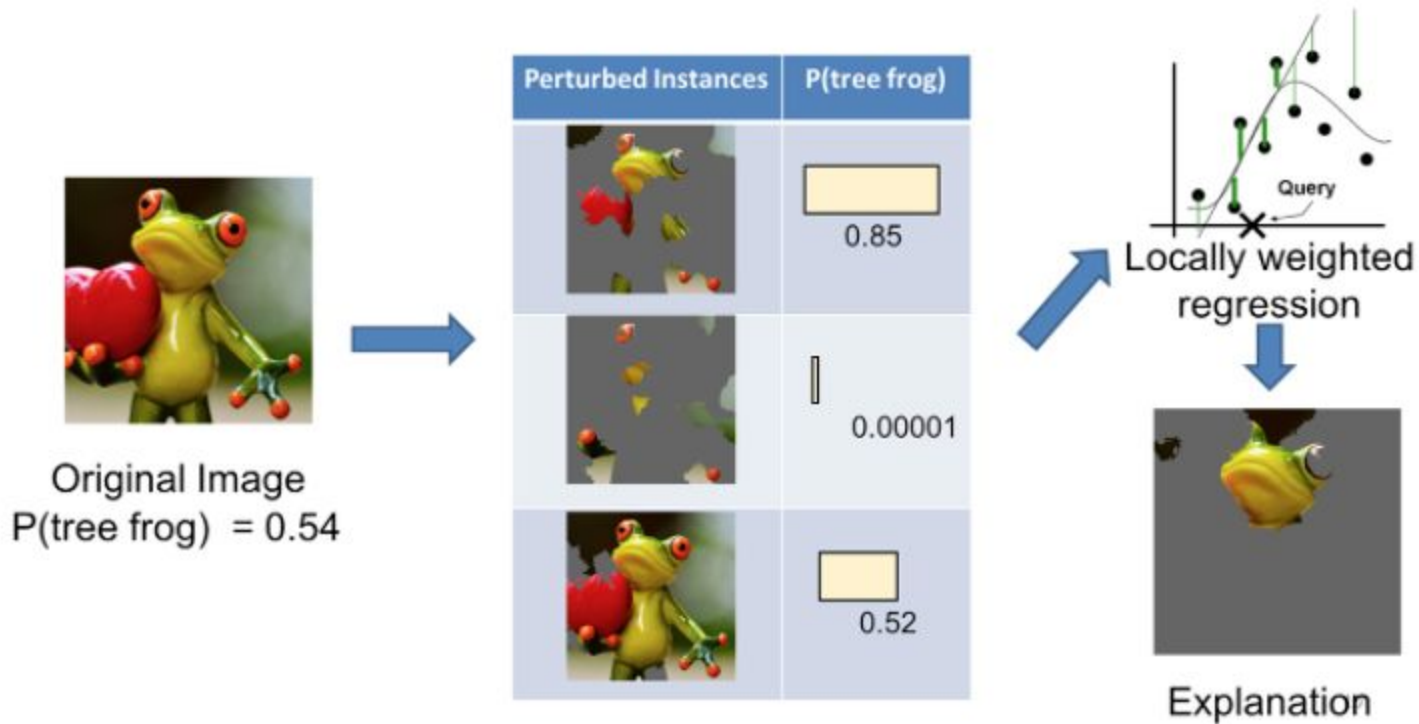 Original Image
P(tree frog) = 0.54
Perturbed Instances
P(tree frog)
0.85
0.00001
0.52
Query
Locally weighted
regression
Explanation